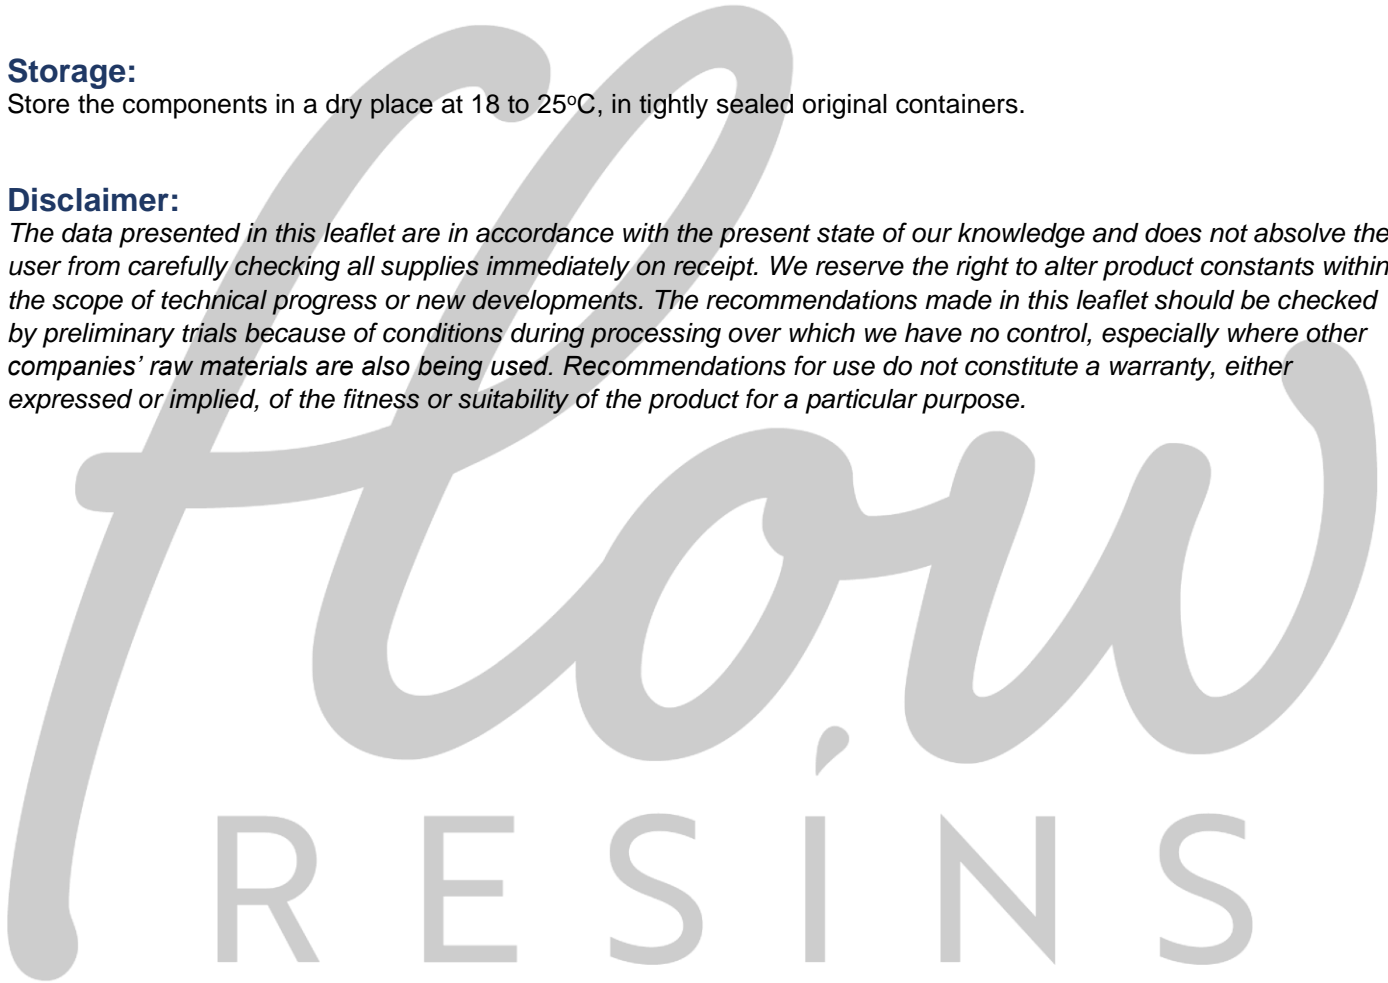 Storage:
Store the components in a dry place at 18 to 25ºC, in tightly sealed original containers.
Disclaimer:
The data presented in this leaflet are in accordance with the present state of our knowledge and does not absolve the
user from carefully checking all supplies immediately on receipt. We reserve the right to alter product constants within
the scope of technical progress or new developments. The recommendations made in this leaflet should be checked
by preliminary trials because of conditions during processing over which we have no control, especially where other
companies’ raw materials are also being used. Recommendations for use do not constitute a warranty, either
expressed or implied, of the fitness or suitability of the product for a particular purpose.
flow
RESINS